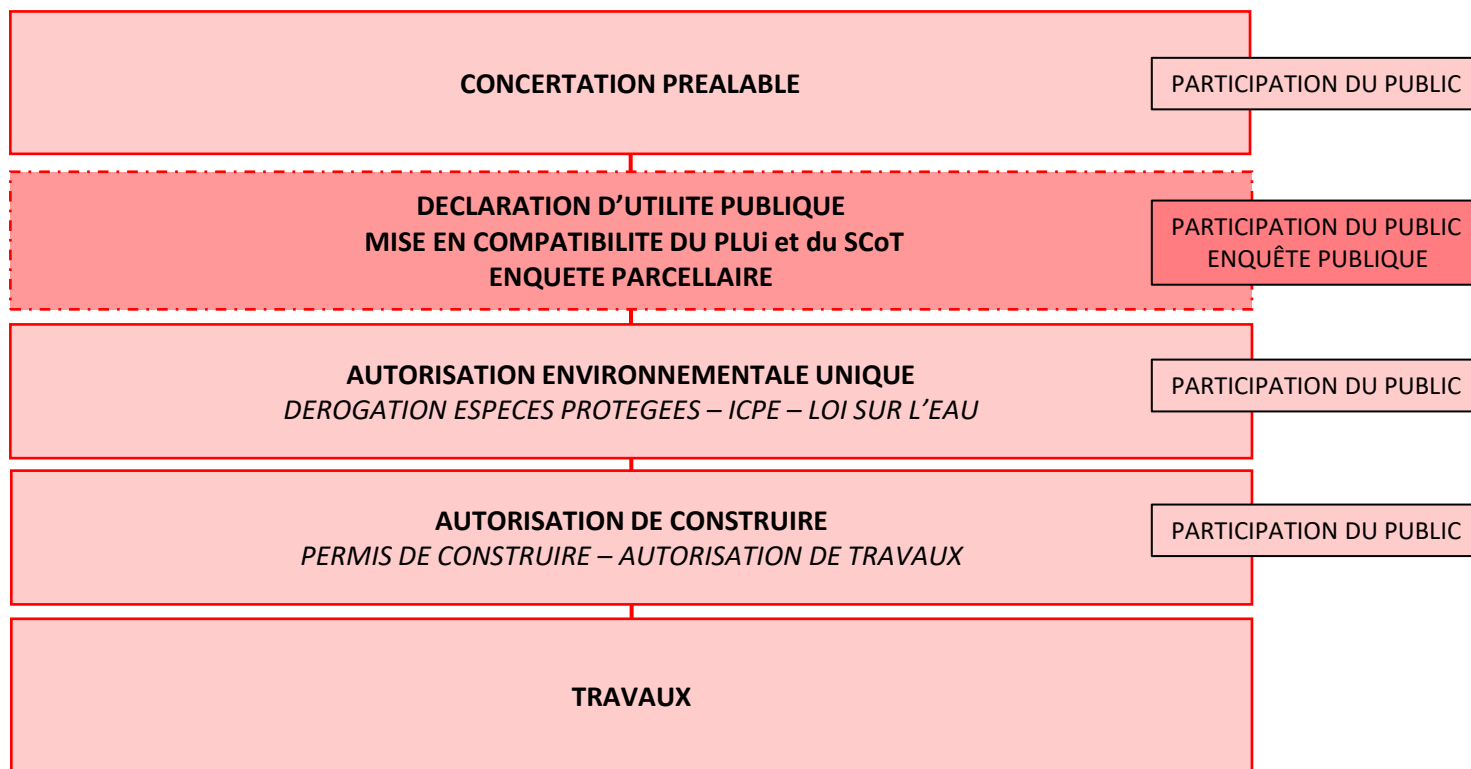 CONCERTATION PREALABLE
PARTICIPATION DU PUBLIC
DECLARATION D’UTILITE PUBLIQUE
MISE EN COMPATIBILITE DU PLUi et du SCoT
ENQUETE PARCELLAIRE
PARTICIPATION DU PUBLIC
ENQUÊTE PUBLIQUE
AUTORISATION ENVIRONNEMENTALE UNIQUE
DEROGATION ESPECES PROTEGEES – ICPE – LOI SUR L’EAU
PARTICIPATION DU PUBLIC
AUTORISATION DE CONSTRUIRE
PERMIS DE CONSTRUIRE – AUTORISATION DE TRAVAUX
PARTICIPATION DU PUBLIC
TRAVAUX